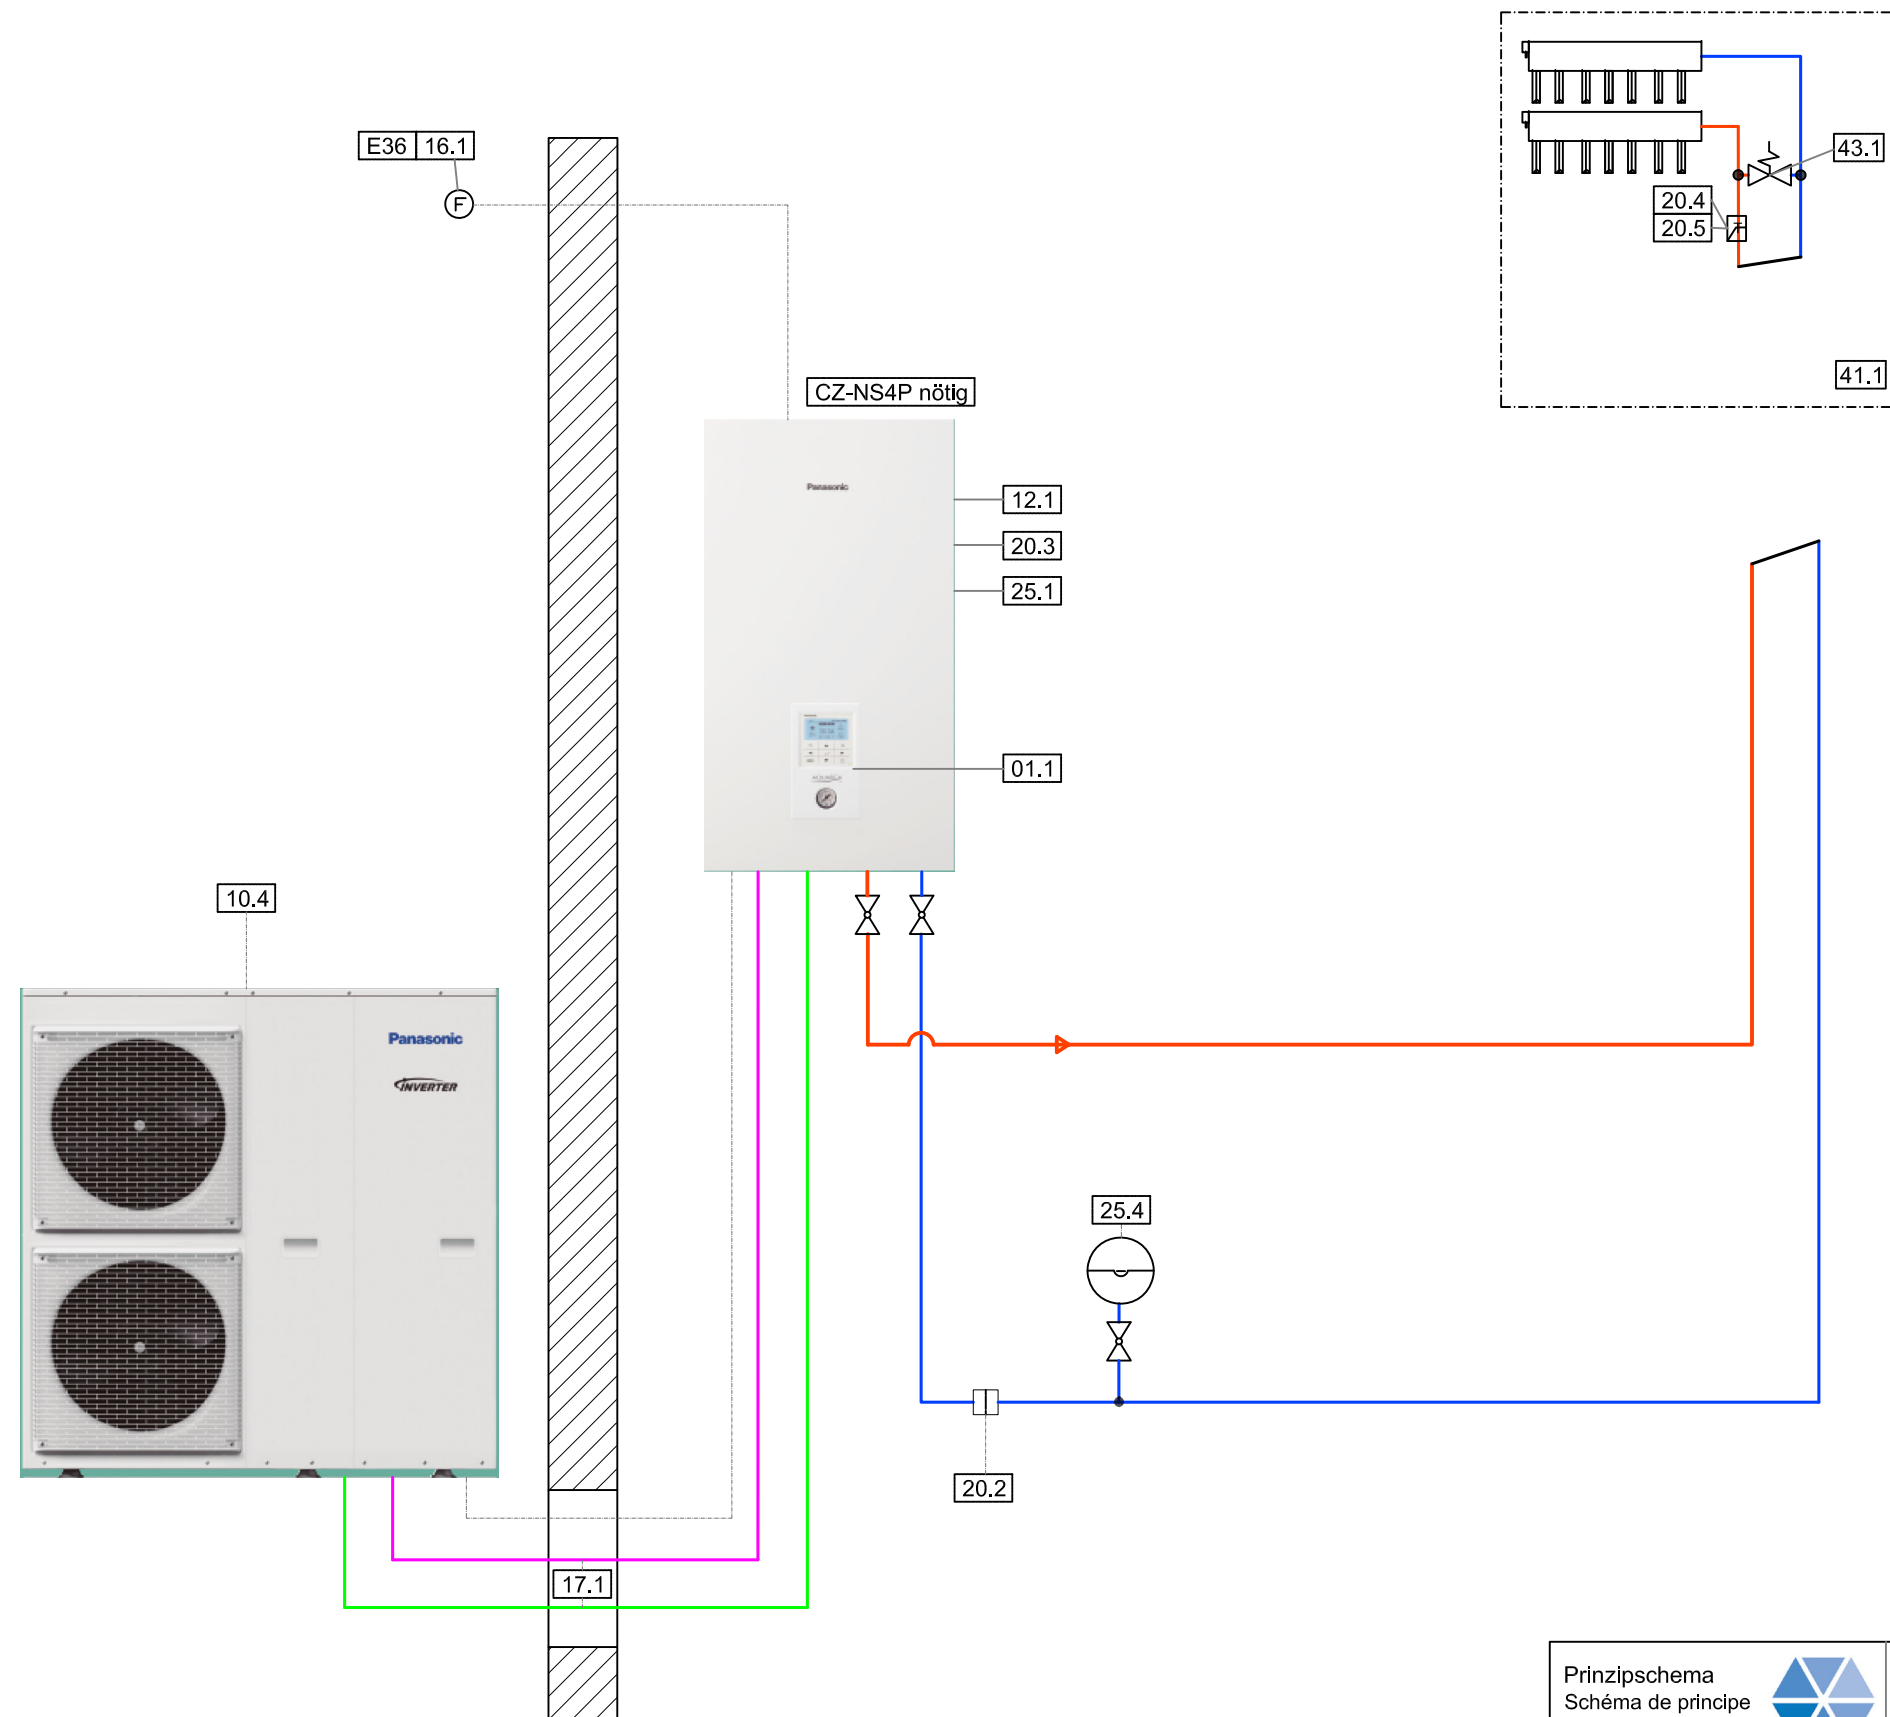 E36 16.1
F
43.1
20.4
20.5
41.1
CZ-NS4P nötig
Panasonic
12.1
20.3
25.1
01.1
10.4
Panasonic
INVERTER
25.4
20.2
17.1
Prinzipschema
Schéma de principe